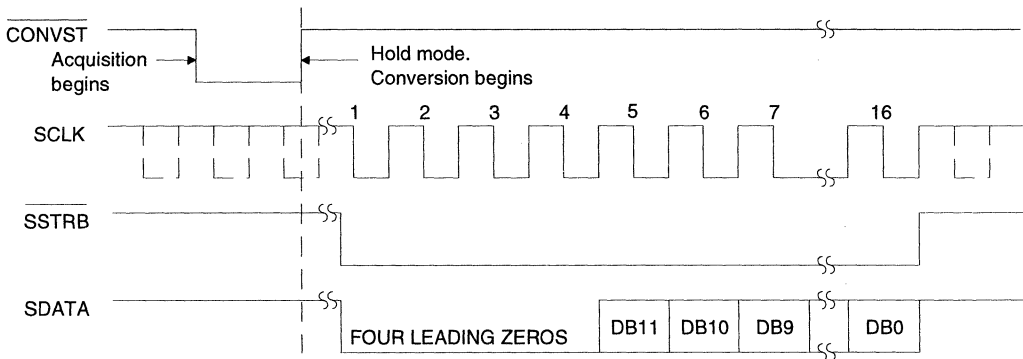 CONVST
Acquisition
begins
Hold mode.
Conversion begins
1 2 3 4 5 6 7 16
SCLK
SSTRB
SDATA
FOUR LEADING ZEROS DB11 DB10 DB9 DB0